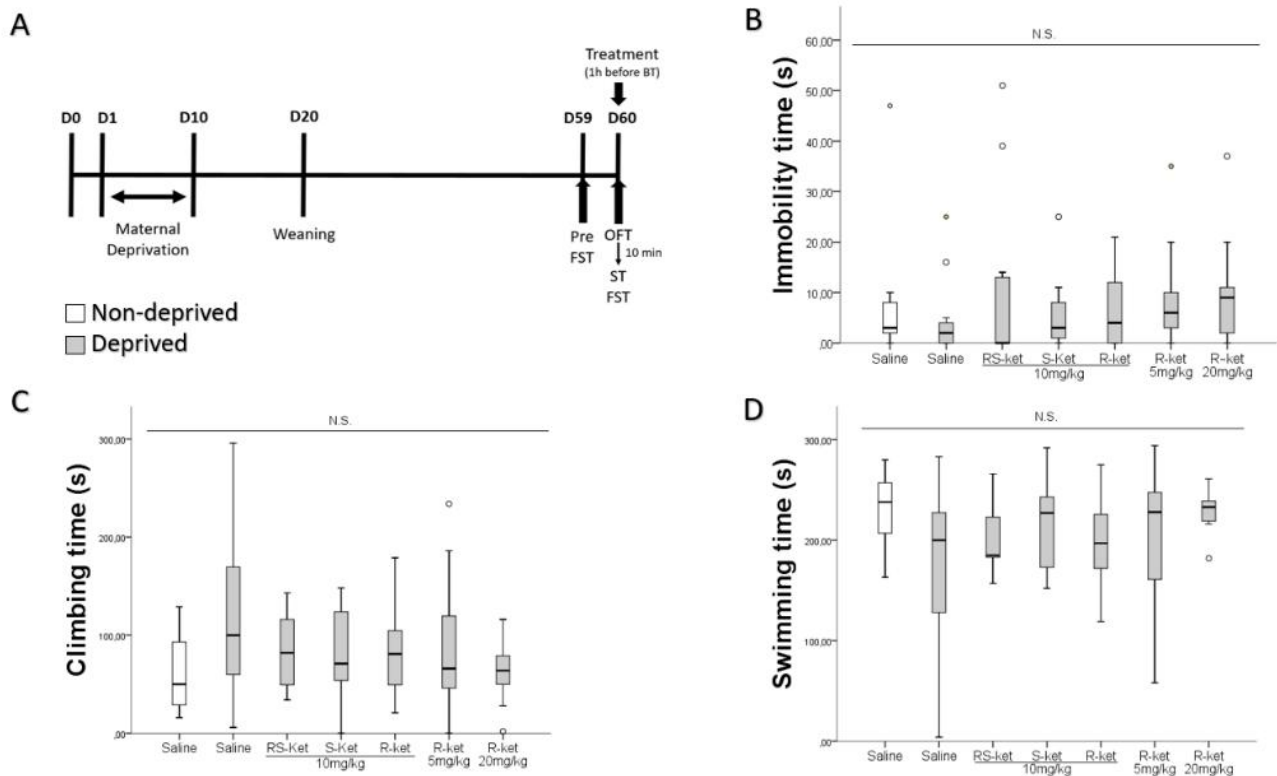 A
Treatment
(1h before BT)
D0 D1 D10 D20 D59 D60
Maternal
Deprivation
Weaning
Pre
FST
OFT
10 min
ST
FST
Non-deprived
Deprived
B
N.S.
Immobility time (s)
60,00
50,00
40,00
30,00
20,00
10,00
,00
Saline Saline RS-ket S-Ket R-ket R-ket R-ket
10mg/kg 5mg/kg 20mg/kg
C
N.S.
Climbing time (s)
300,00
200,00
100,00
,00
Saline Saline RS-Ket S-Ket R-ket R-ket R-ket
10mg/kg 5mg/kg 20mg/kg
D
N.S.
Swimming time (s)
300,00
200,00
100,00
,00
Saline Saline RS-ket S-ket R-ket R-ket R-ket
10mg/kg 5mg/kg 20mg/kg